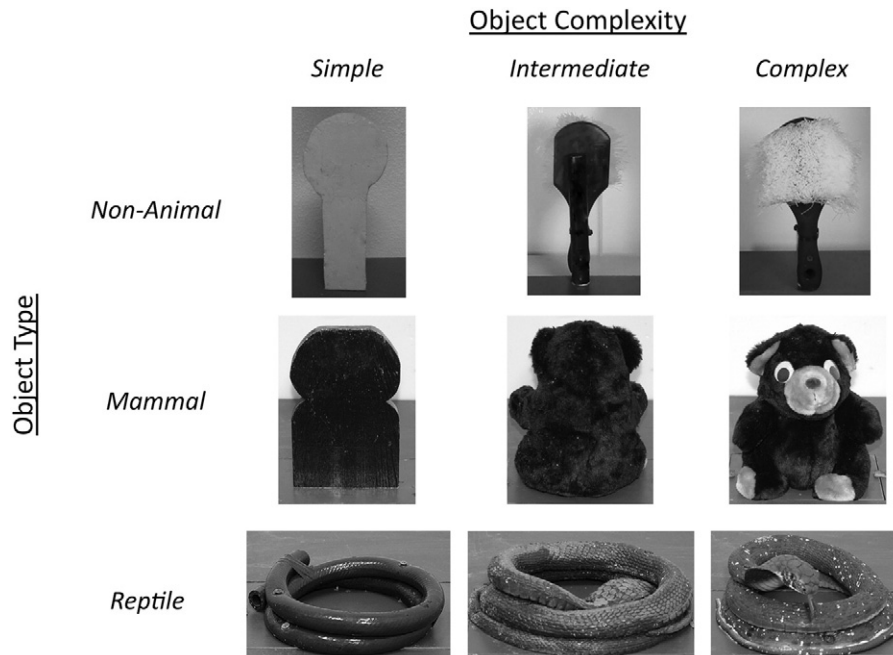 Object Complexity
Simple Intermediate Complex
Non-Animal
Object Type
Mammal
Reptile